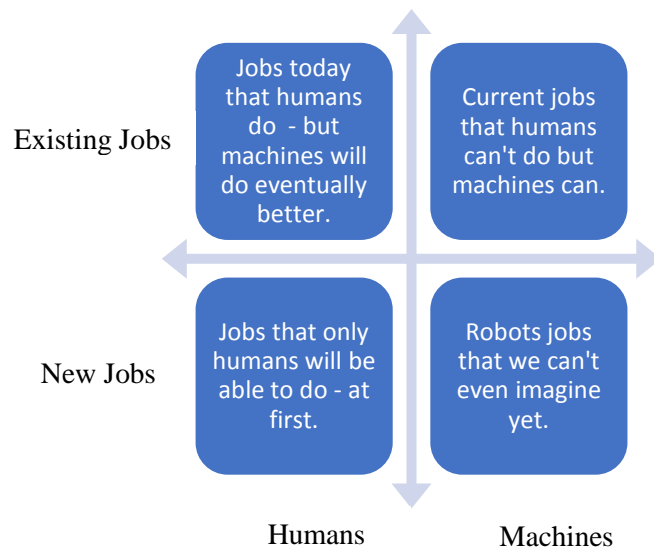 Existing Jobs
Jobs today
that humans
do - but
machines will
do eventually
better.
Current jobs
that humans
can't do but
machines can.
New Jobs
Jobs that only
humans will be
able to do - at
first.
Robots jobs
that we can't
even imagine
yet.
Humans
Machines